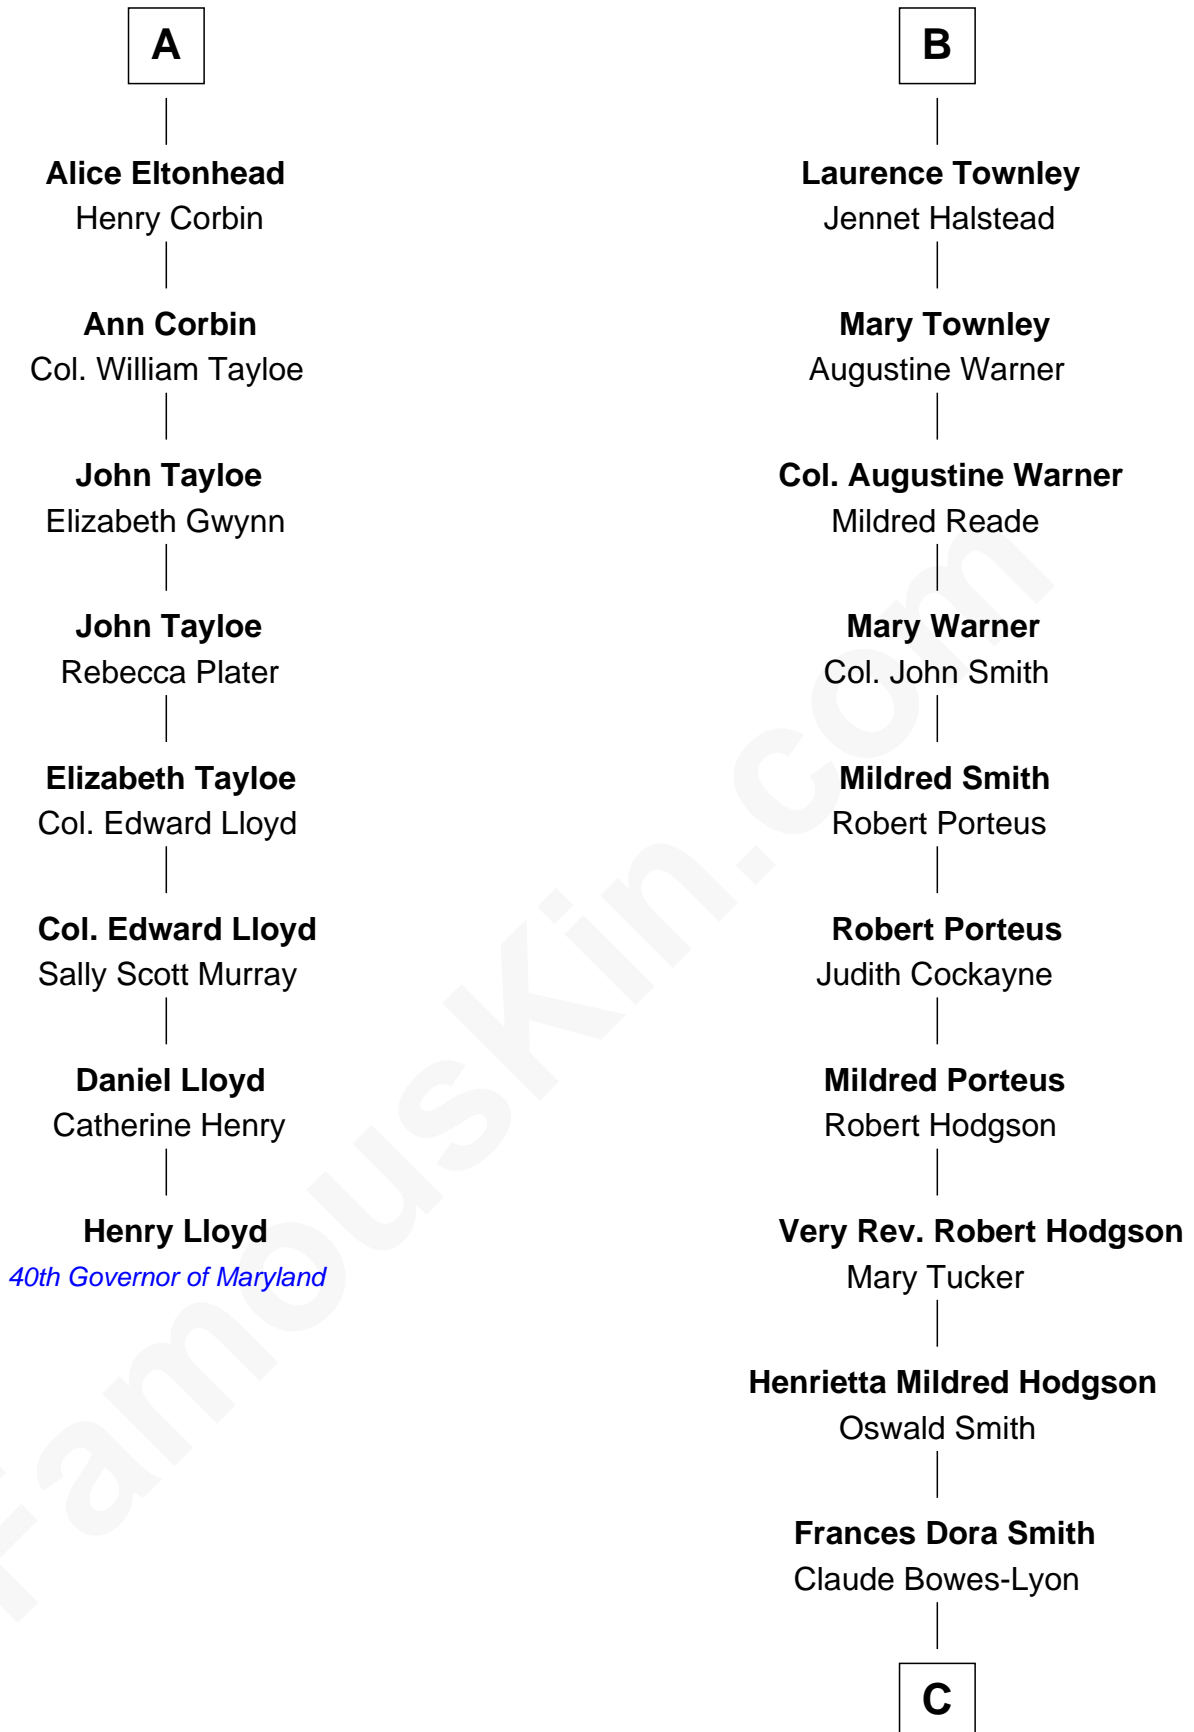 A
Alice Eltonhead
Henry Corbin
Ann Corbin
Col. William Tayloe
John Tayloe
Elizabeth Gwynn
John Tayloe
Rebecca Plater
Elizabeth Tayloe
Col. Edward Lloyd
Col. Edward Lloyd
Sally Scott Murray
Daniel Lloyd
Catherine Henry
Henry Lloyd
40th Governor of Maryland
B
Laurence Townley
Jennet Halstead
Mary Townley
Augustine Warner
Col. Augustine Warner
Mildred Reade
Mary Warner
Col. John Smith
Mildred Smith
Robert Porteus
Robert Porteus
Judith Cockayne
Mildred Porteus
Robert Hodgson
Very Rev. Robert Hodgson
Mary Tucker
Henrietta Mildred Hodgson
Oswald Smith
Frances Dora Smith
Claude Bowes-Lyon
C
FamousKin.com